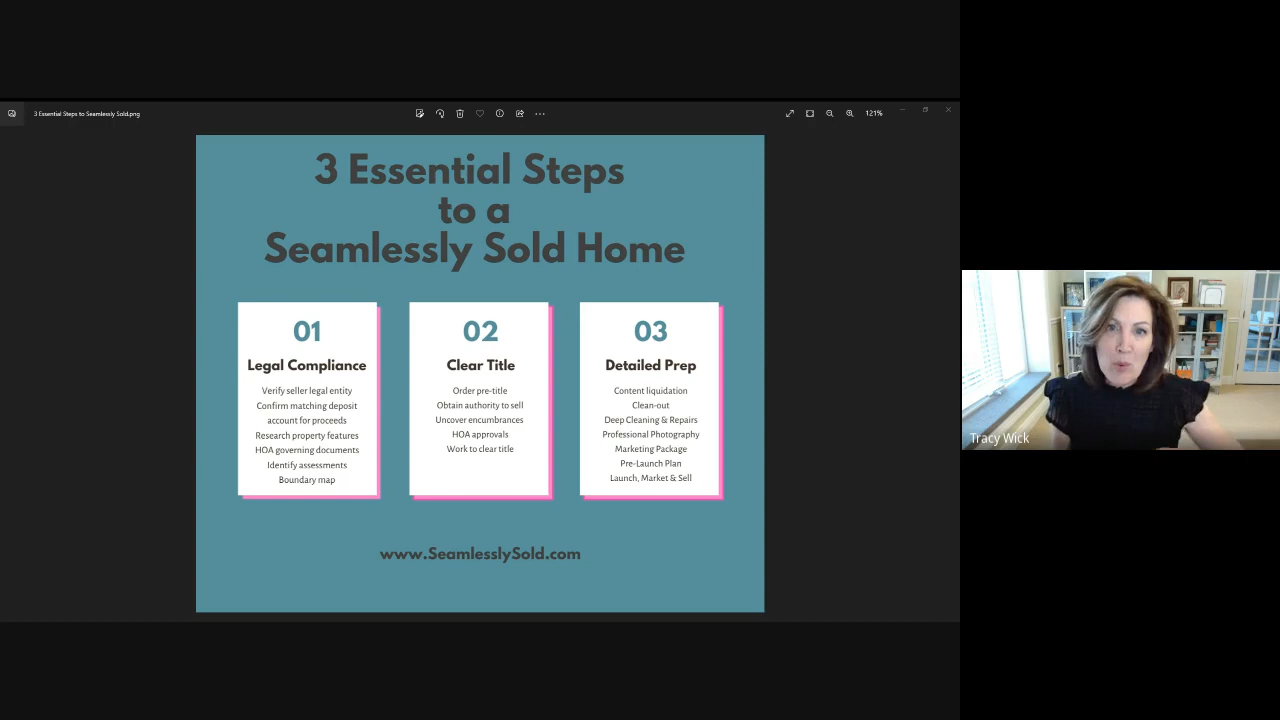 3 Essential Steps to Seamlessly Sold.png
121%
3 Essential Steps
to a
Seamlessly Sold Home
01
Legal Compliance
Verify seller legal entity
Confirm matching deposit
account for proceeds
Research property features
HOA governing documents
Identify assessments
Boundary map
02
Clear Title
Order pre-title
Obtain authority to sell
Uncover encumbrances
HOA approvals
Work to clear title
03
Detailed Prep
Content liquidation
Clean-out
Deep Cleaning & Repairs
Professional Photography
Marketing Package
Pre-Launch Plan
Launch, Market & Sell
www.SeamlesslySold.com
Tracy Wick